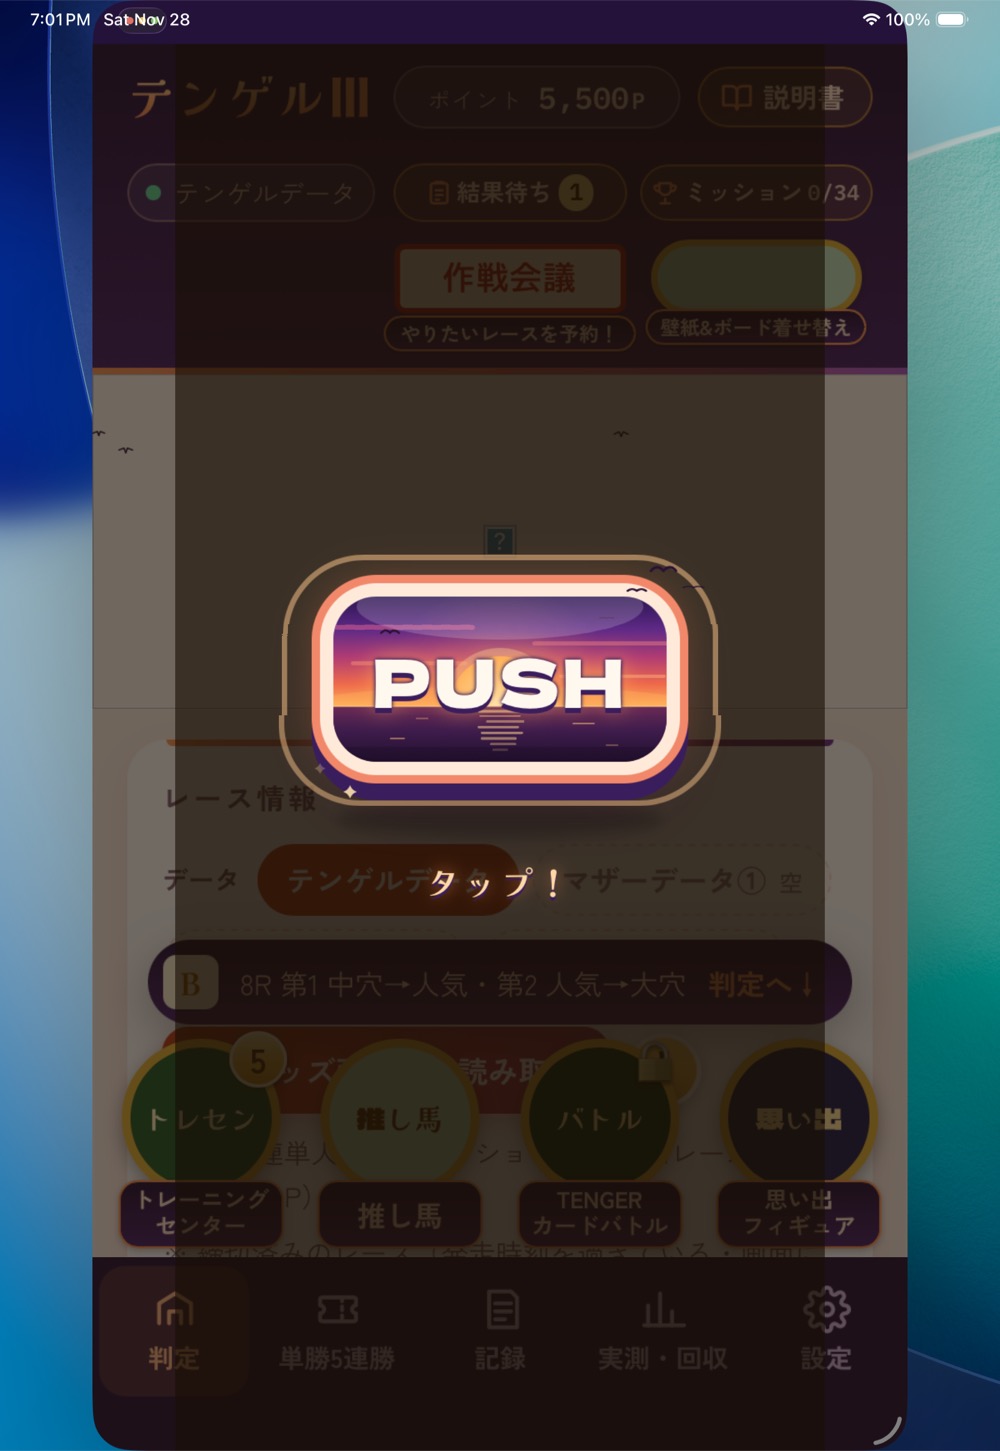 7:01 PM Sat Nov 28
100%
テンゲルIII
ポイント 5,500P
説明書
テンゲルデータ
結果待ち 1
ミッション 0/34
作戦会議
やりたいレースを予約！
壁紙&ボード着せ替え
?
PUSH
レース情報
データ
テンゲルデータ
マザーデータ① 空
タップ！
B
8R 第1 中穴→人気・第2 人気→大穴
判定へ↓
5
トレセン
推し馬
バトル
思い出
トレーニング
センター
推し馬
TENGER
カードバトル
思い出
フィギュア
判定
単勝5連勝
記録
実測・回収
設定